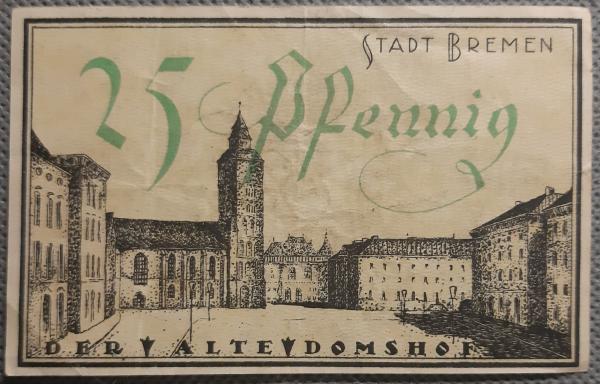 STADT BREMEN
25 Pfennig
DER ALTE DOMSHOF